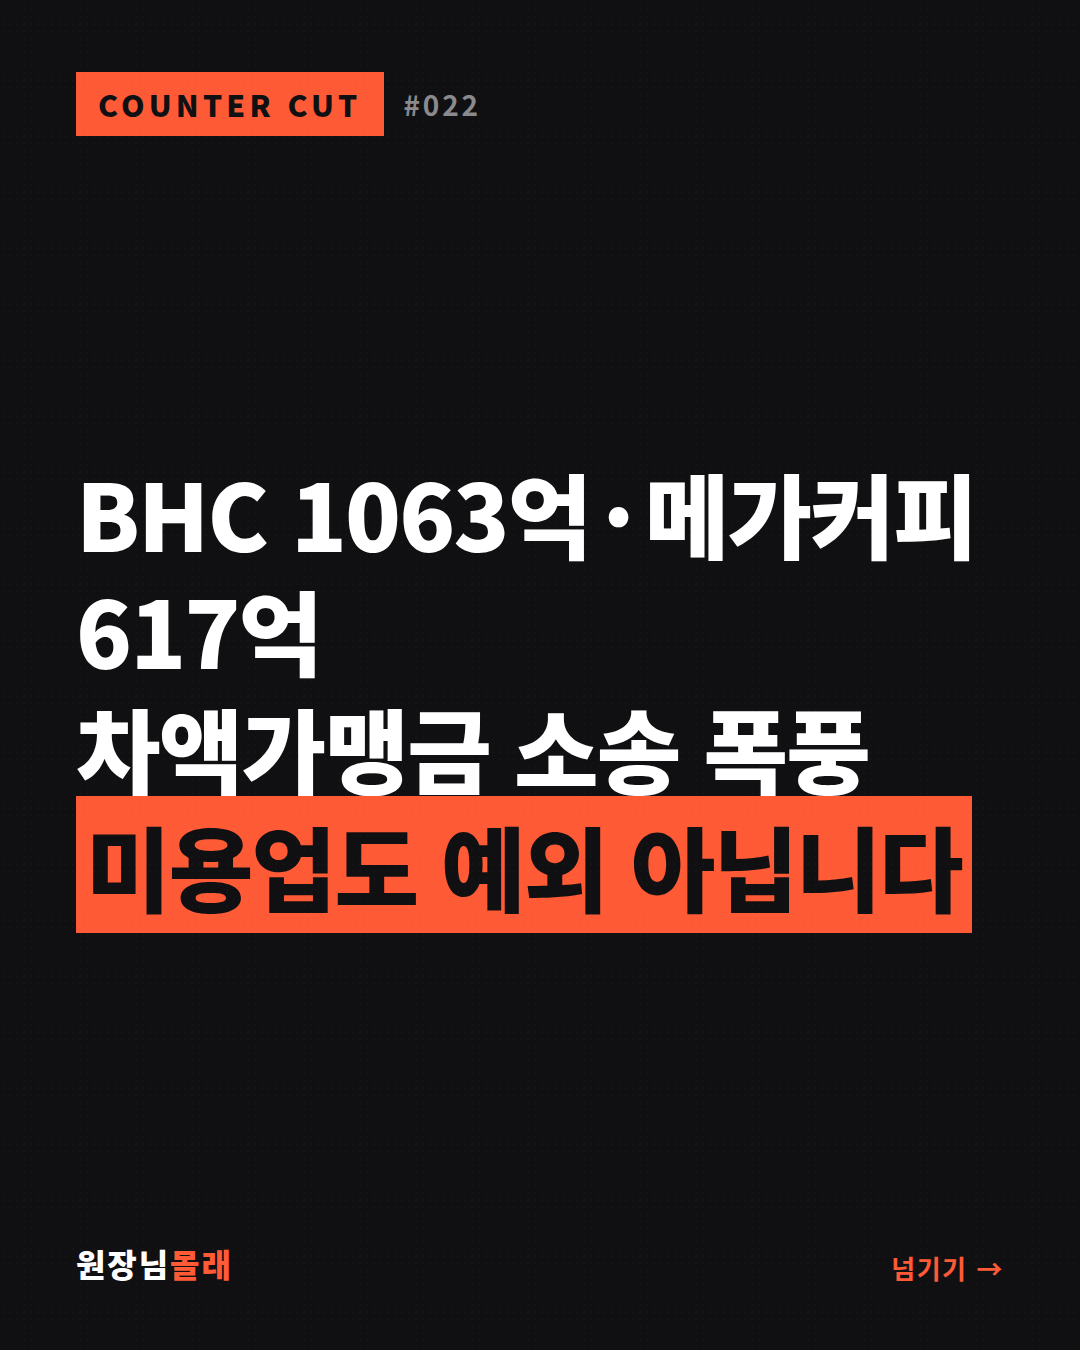 COUNTER CUT #022
BHC 1063억·메가커피
617억
차액가맹금 소송 폭풍
미용업도 예외 아닙니다
원장님몰래
넘기기 →